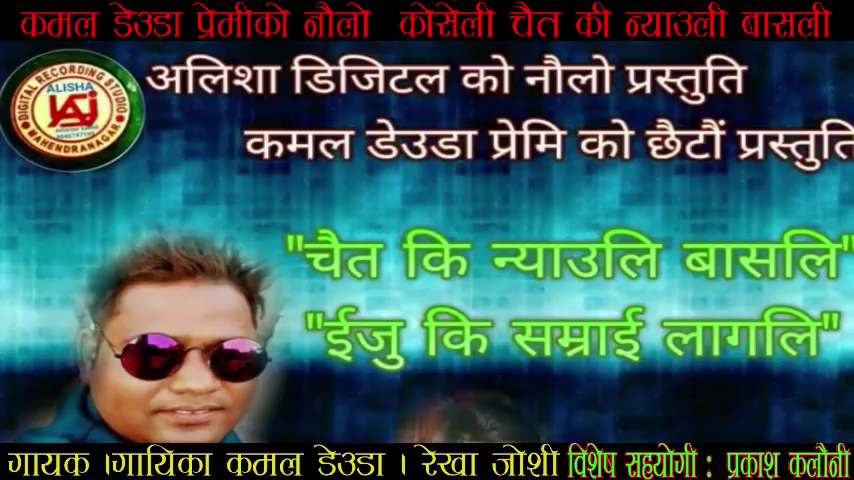 कमल डेउडा प्रेमीको नौलो कोसेली चैत की न्याउली बासली
अलिशा डिजिटल को नौलो प्रस्तुति
DIGITAL RECORDING STUDIO
ALISHA
MAHENDRANAGAR
कमल डेउडा प्रेमि को छैटौं प्रस्तुति
"चैत कि न्याउलि बासलि"
"ईजु कि सम्राई लागलि"
गायक ।गायिका कमल डेउडा । रेखा जोशी विशेष सहयोगी : प्रकाश कलौनी